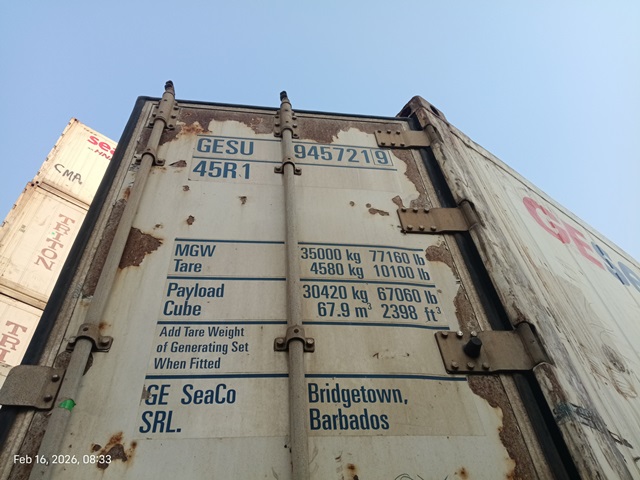 GESU 945721 9
45R1
MGW 35000 kg 77160 lb
Tare 4580 kg 10100 lb
Payload 30420 kg 67060 lb
Cube 67.9 m³ 2398 ft³
Add Tare Weight
of Generating Set
When Fitted
GE SeaCo Bridgetown,
SRL. Barbados
CMA
TRITON
Feb 16, 2026, 08:33